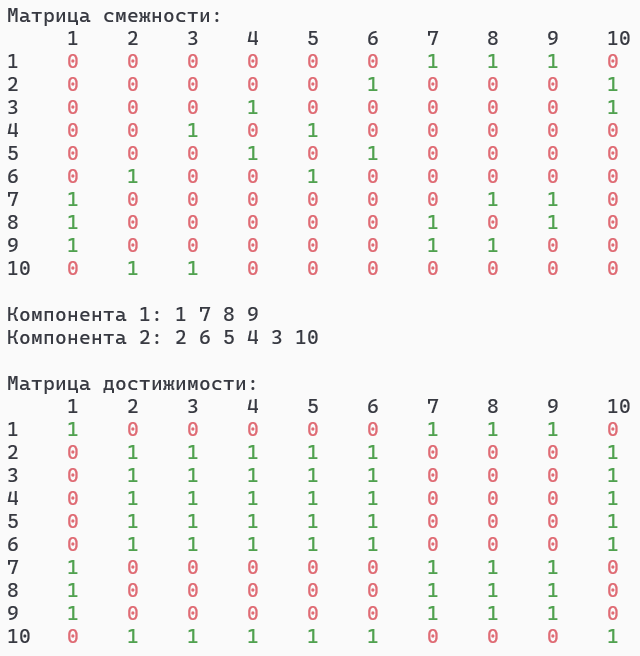 Матрица смежности:
1 2 3 4 5 6 7 8 9 10
1 0 0 0 0 0 0 1 1 1 0
2 0 0 0 0 0 1 0 0 0 1
3 0 0 0 1 0 0 0 0 0 1
4 0 0 1 0 1 0 0 0 0 0
5 0 0 0 1 0 1 0 0 0 0
6 0 1 0 0 1 0 0 0 0 0
7 1 0 0 0 0 0 0 1 1 0
8 1 0 0 0 0 0 1 0 1 0
9 1 0 0 0 0 0 1 1 0 0
10 0 1 1 0 0 0 0 0 0 0
Компонента 1: 1 7 8 9
Компонента 2: 2 6 5 4 3 10
Матрица достижимости:
1 2 3 4 5 6 7 8 9 10
1 1 0 0 0 0 0 1 1 1 0
2 0 1 1 1 1 1 0 0 0 1
3 0 1 1 1 1 1 0 0 0 1
4 0 1 1 1 1 1 0 0 0 1
5 0 1 1 1 1 1 0 0 0 1
6 0 1 1 1 1 1 0 0 0 1
7 1 0 0 0 0 0 1 1 1 0
8 1 0 0 0 0 0 1 1 1 0
9 1 0 0 0 0 0 1 1 1 0
10 0 1 1 1 1 1 0 0 0 1